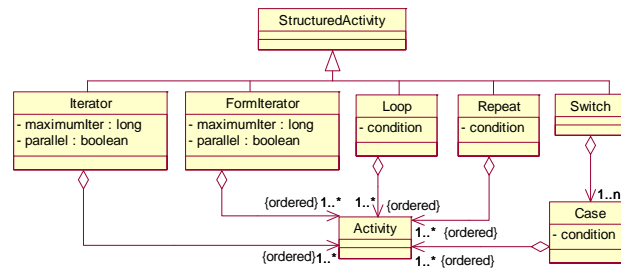 StructuredActivity
Iterator
- maximumIter : long
- parallel : boolean
FormIterator
- maximumIter : long
- parallel : boolean
Loop
- condition
Repeat
- condition
Switch
1..n
{ordered} 1..*
1..* {ordered}
Case
- condition
Activity
1..* {ordered}
{ordered} 1..*
1..* {ordered}